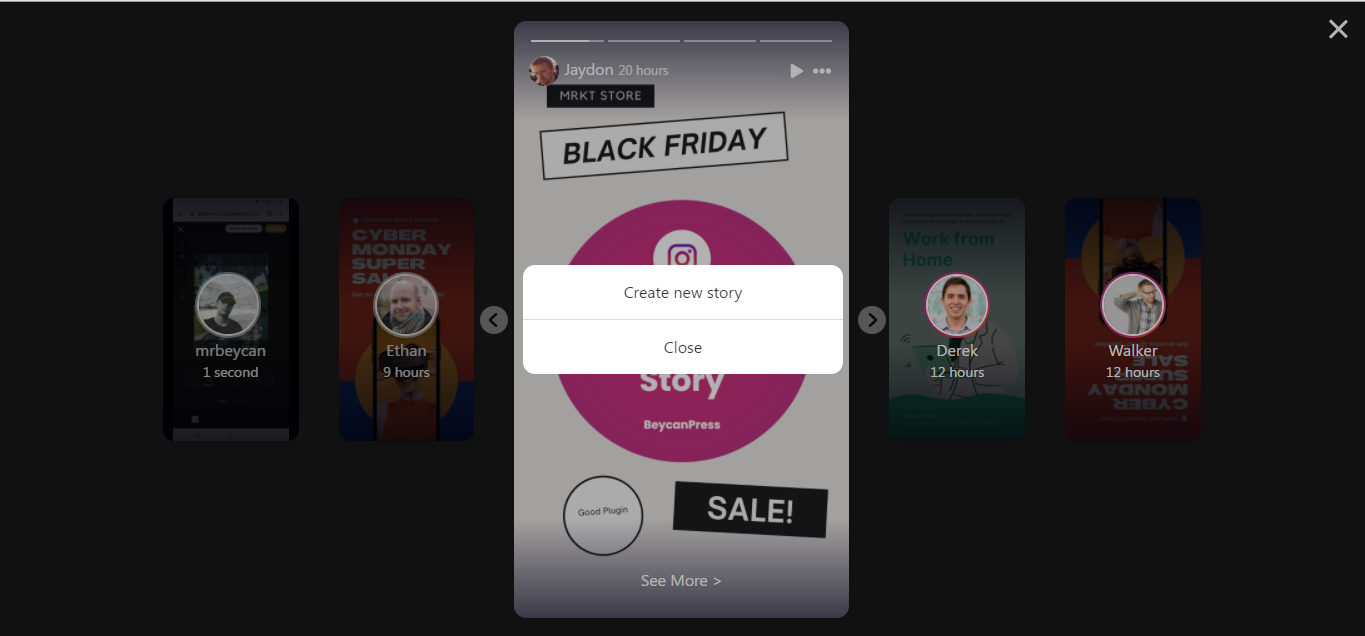 Jaydon 20 hours
MRKT STORE
BLACK FRIDAY
Create new story
Close
Story
BeycanPress
Good Plugin
SALE!
See More >
mrbeycan
1 second
CYBER
MONDAY
SUPER
SAL
Ethan
9 hours
Work from
Home
Derek
12 hours
Walker
12 hours
SALE
SUPER
MONDAY
CYBER